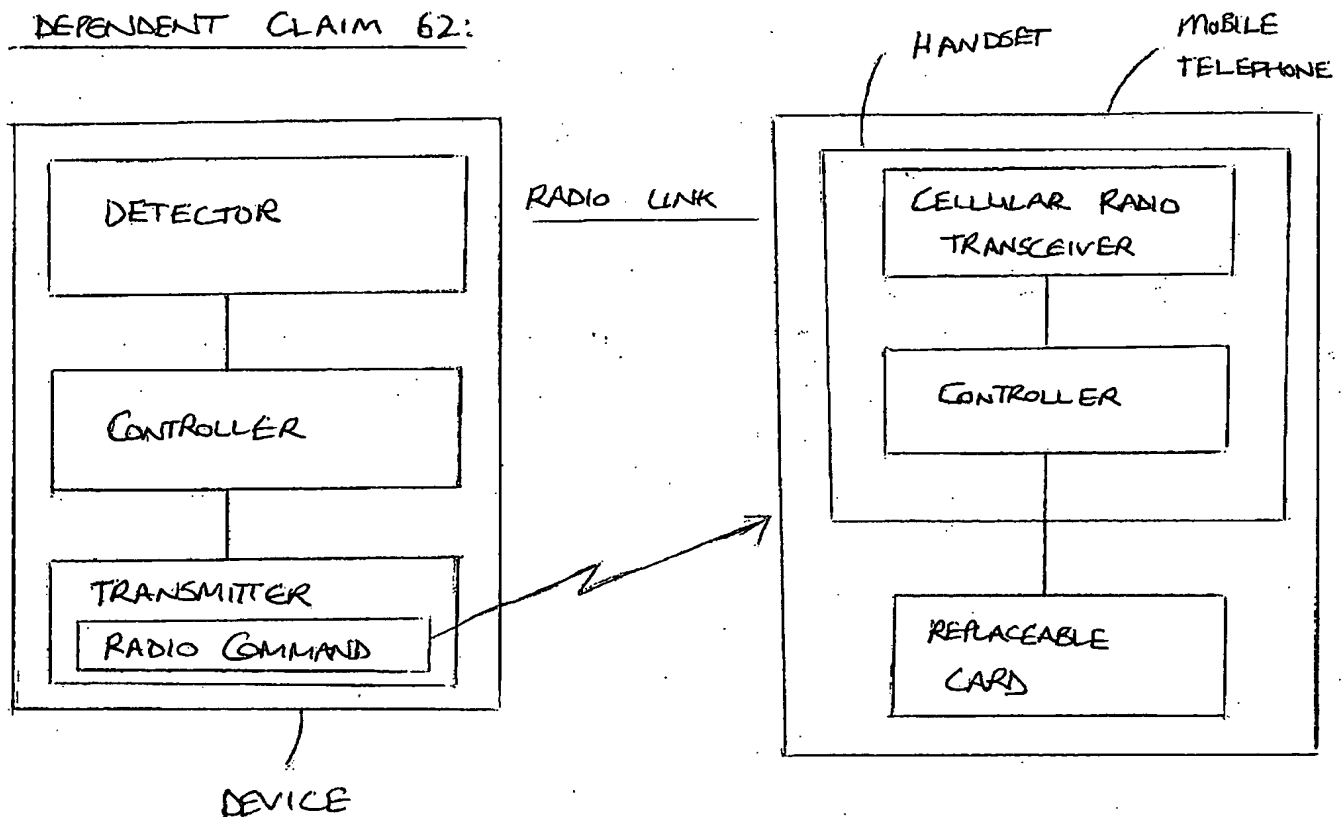 DEPENDENT CLAIM 62:
HANDSET
MOBILE
TELEPHONE
DETECTOR
CONTROLLER
TRANSMITTER
RADIO COMMAND
DEVICE
RADIO LINK
CELLULAR RADIO
TRANSCEIVER
CONTROLLER
REPLACEABLE
CARD